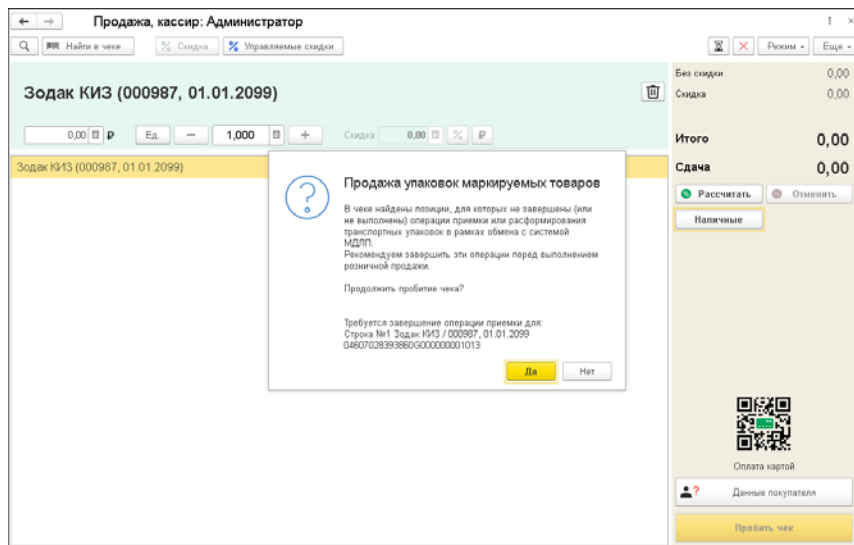 Продажа, кассир: Администратор
Найти в чеке
% Скидка
% Управляемые скидки
Режим
Еще
Зодак КИЗ (000987, 01.01.2099)
0,00 ₽
Ед.
−
1,000
+
Скидка
0,00
%
₽
Зодак КИЗ (000987, 01.01.2099)
Продажа упаковок маркируемых товаров
В чеке найдены позиции, для которых не завершены (или
не выполнены) операции приемки или расформирования
транспортных упаковок в рамках обмена с системой
МДЛП.
Рекомендуем завершить эти операции перед выполнением
розничной продажи.
Продолжить пробитие чека?
Требуется завершение операции приемки для:
Строка №1 Зодак КИЗ / 000987, 01.01.2099
04607028393860G000000001013
Да
Нет
Без скидки 0,00
Скидка 0,00
Итого 0,00
Сдача 0,00
Рассчитать
Отменить
Наличные
Оплата картой
Данные покупателя
Пробить чек